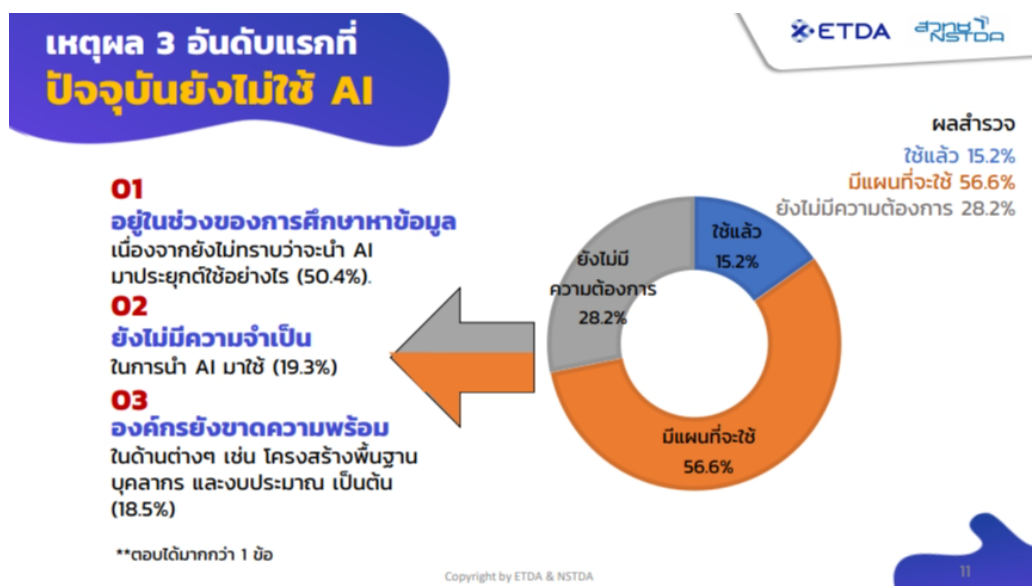 เหตุผล 3 อันดับแรกที่
ปัจจุบันยังไม่ใช้ AI
ETDA
สวทช
NSTDA
ผลสำรวจ
ใช้แล้ว 15.2%
มีแผนที่จะใช้ 56.6%
ยังไม่มีความต้องการ 28.2%
01
อยู่ในช่วงของการศึกษาหาข้อมูล
เนื่องจากยังไม่ทราบว่าจะนำ AI
มาประยุกต์ใช้อย่างไร (50.4%).
02
ยังไม่มีความจำเป็น
ในการนำ AI มาใช้ (19.3%)
03
องค์กรยังขาดความพร้อม
ในด้านต่างๆ เช่น โครงสร้างพื้นฐาน
บุคลากร และงบประมาณ เป็นต้น
(18.5%)
**ตอบได้มากกว่า 1 ข้อ
ใช้แล้ว
15.2%
ยังไม่มี
ความต้องการ
28.2%
มีแผนที่จะใช้
56.6%
Copyright by ETDA & NSTDA
11